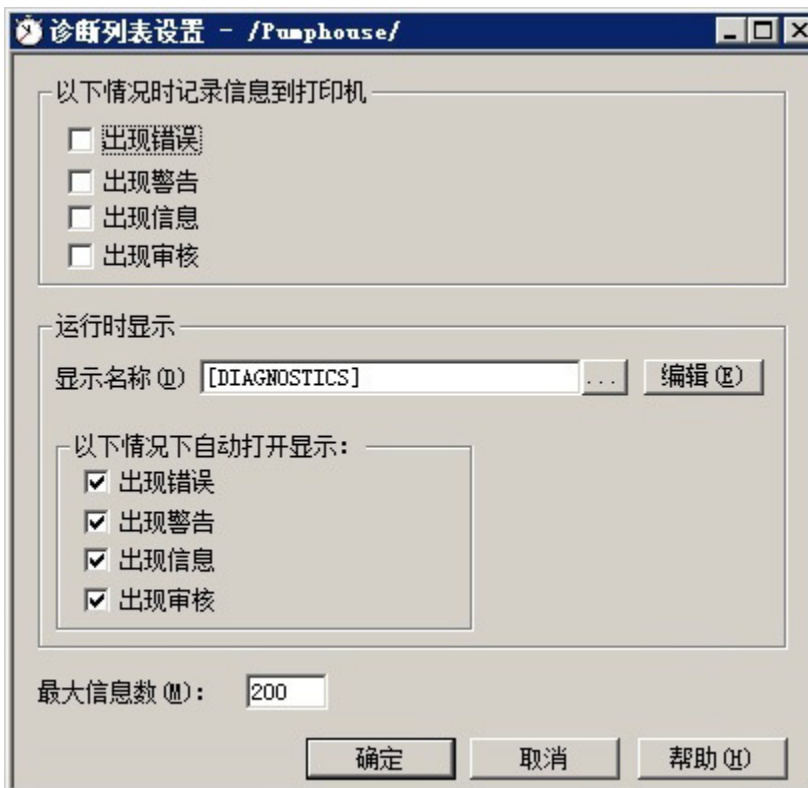 诊断列表设置 - /Pumphouse/
以下情况时记录信息到打印机
出现错误
出现警告
出现信息
出现审核
运行时显示
显示名称(D) [DIAGNOSTICS] ... 编辑(E)
以下情况下自动打开显示:
出现错误
出现警告
出现信息
出现审核
最大信息数(M): 200
确定 取消 帮助(H)